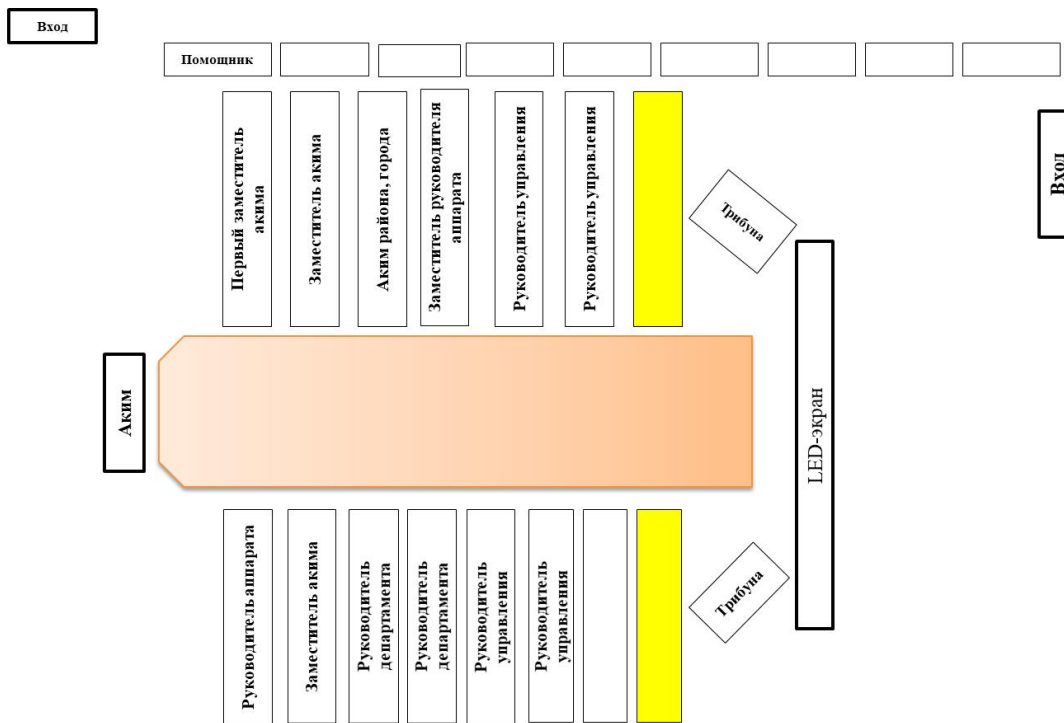 Вход
Помощник
Первый заместитель
акима
Заместитель акима
Аким района, города
Заместитель руководителя
аппарата
Руководитель управления
Руководитель управления
Трибуна
Вход
Аким
LED-экран
Руководитель аппарата
Заместитель акима
Руководитель
департамента
Руководитель
департамента
Руководитель
управления
Руководитель
управления
Трибуна